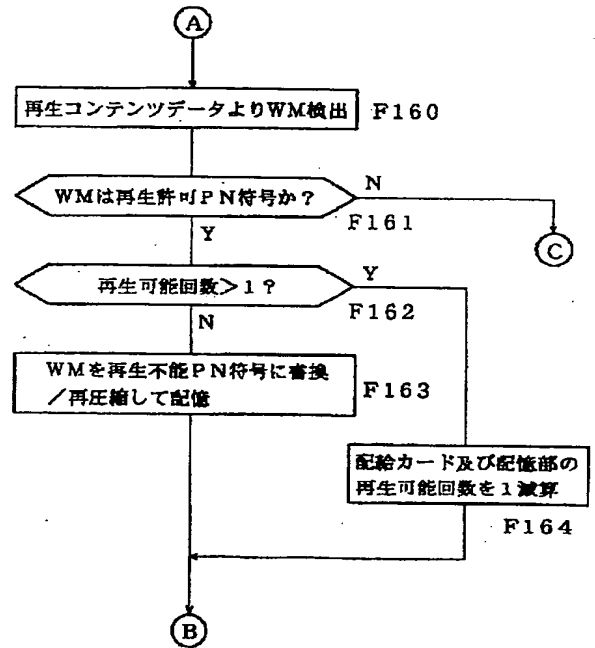 A
再生コンテンツデータよりWM検出
F160
WMは再生許可PN符号か?
N
F161
Y
C
再生可能回数>1?
Y
F162
N
WMを再生不能PN符号に書換
/再圧縮して記憶
F163
配給カード及び記憶部の
再生可能回数を1減算
F164
B